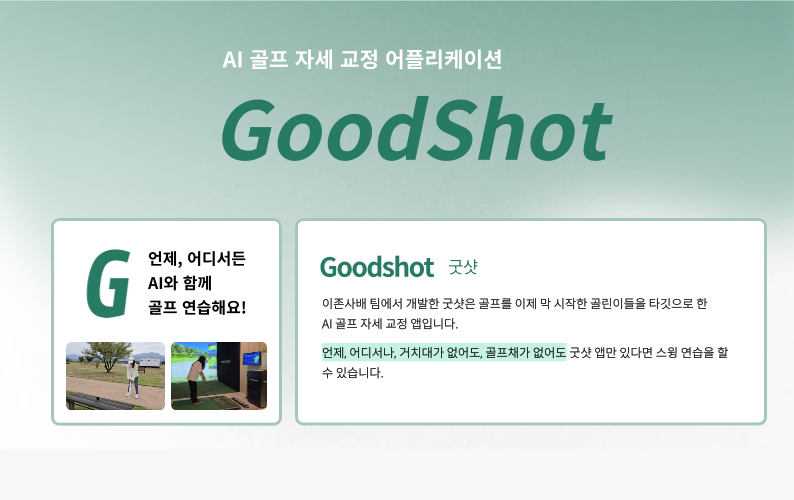 AI 골프 자세 교정 어플리케이션
GoodShot
G
언제, 어디서든
AI와 함께
골프 연습해요!
Goodshot 굿샷
이존사배 팀에서 개발한 굿샷은 골프를 이제 막 시작한 골린이들을 타깃으로 한
AI 골프 자세 교정 앱입니다.
언제, 어디서나, 거치대가 없어도, 골프채가 없어도 굿샷 앱만 있다면 스윙 연습을 할
수 있습니다.